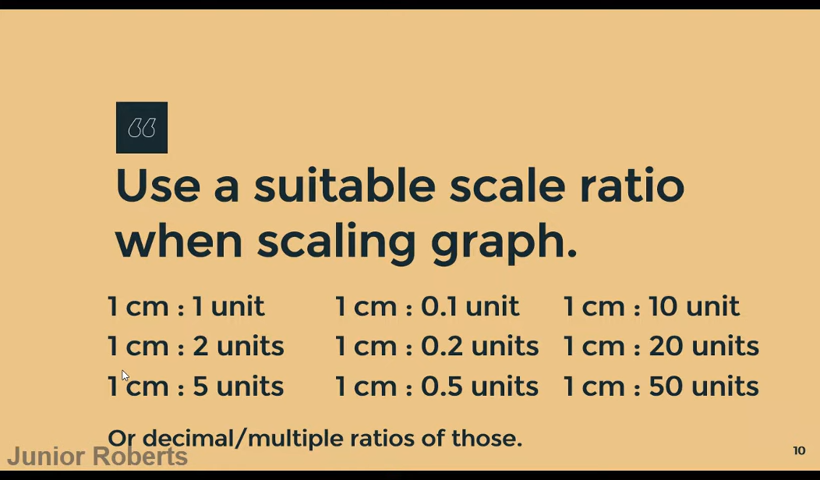 “
Use a suitable scale ratio
when scaling graph.
1 cm : 1 unit 1 cm : 0.1 unit 1 cm : 10 unit
1 cm : 2 units 1 cm : 0.2 units 1 cm : 20 units
1 cm : 5 units 1 cm : 0.5 units 1 cm : 50 units
Or decimal/multiple ratios of those.
Junior Roberts
10